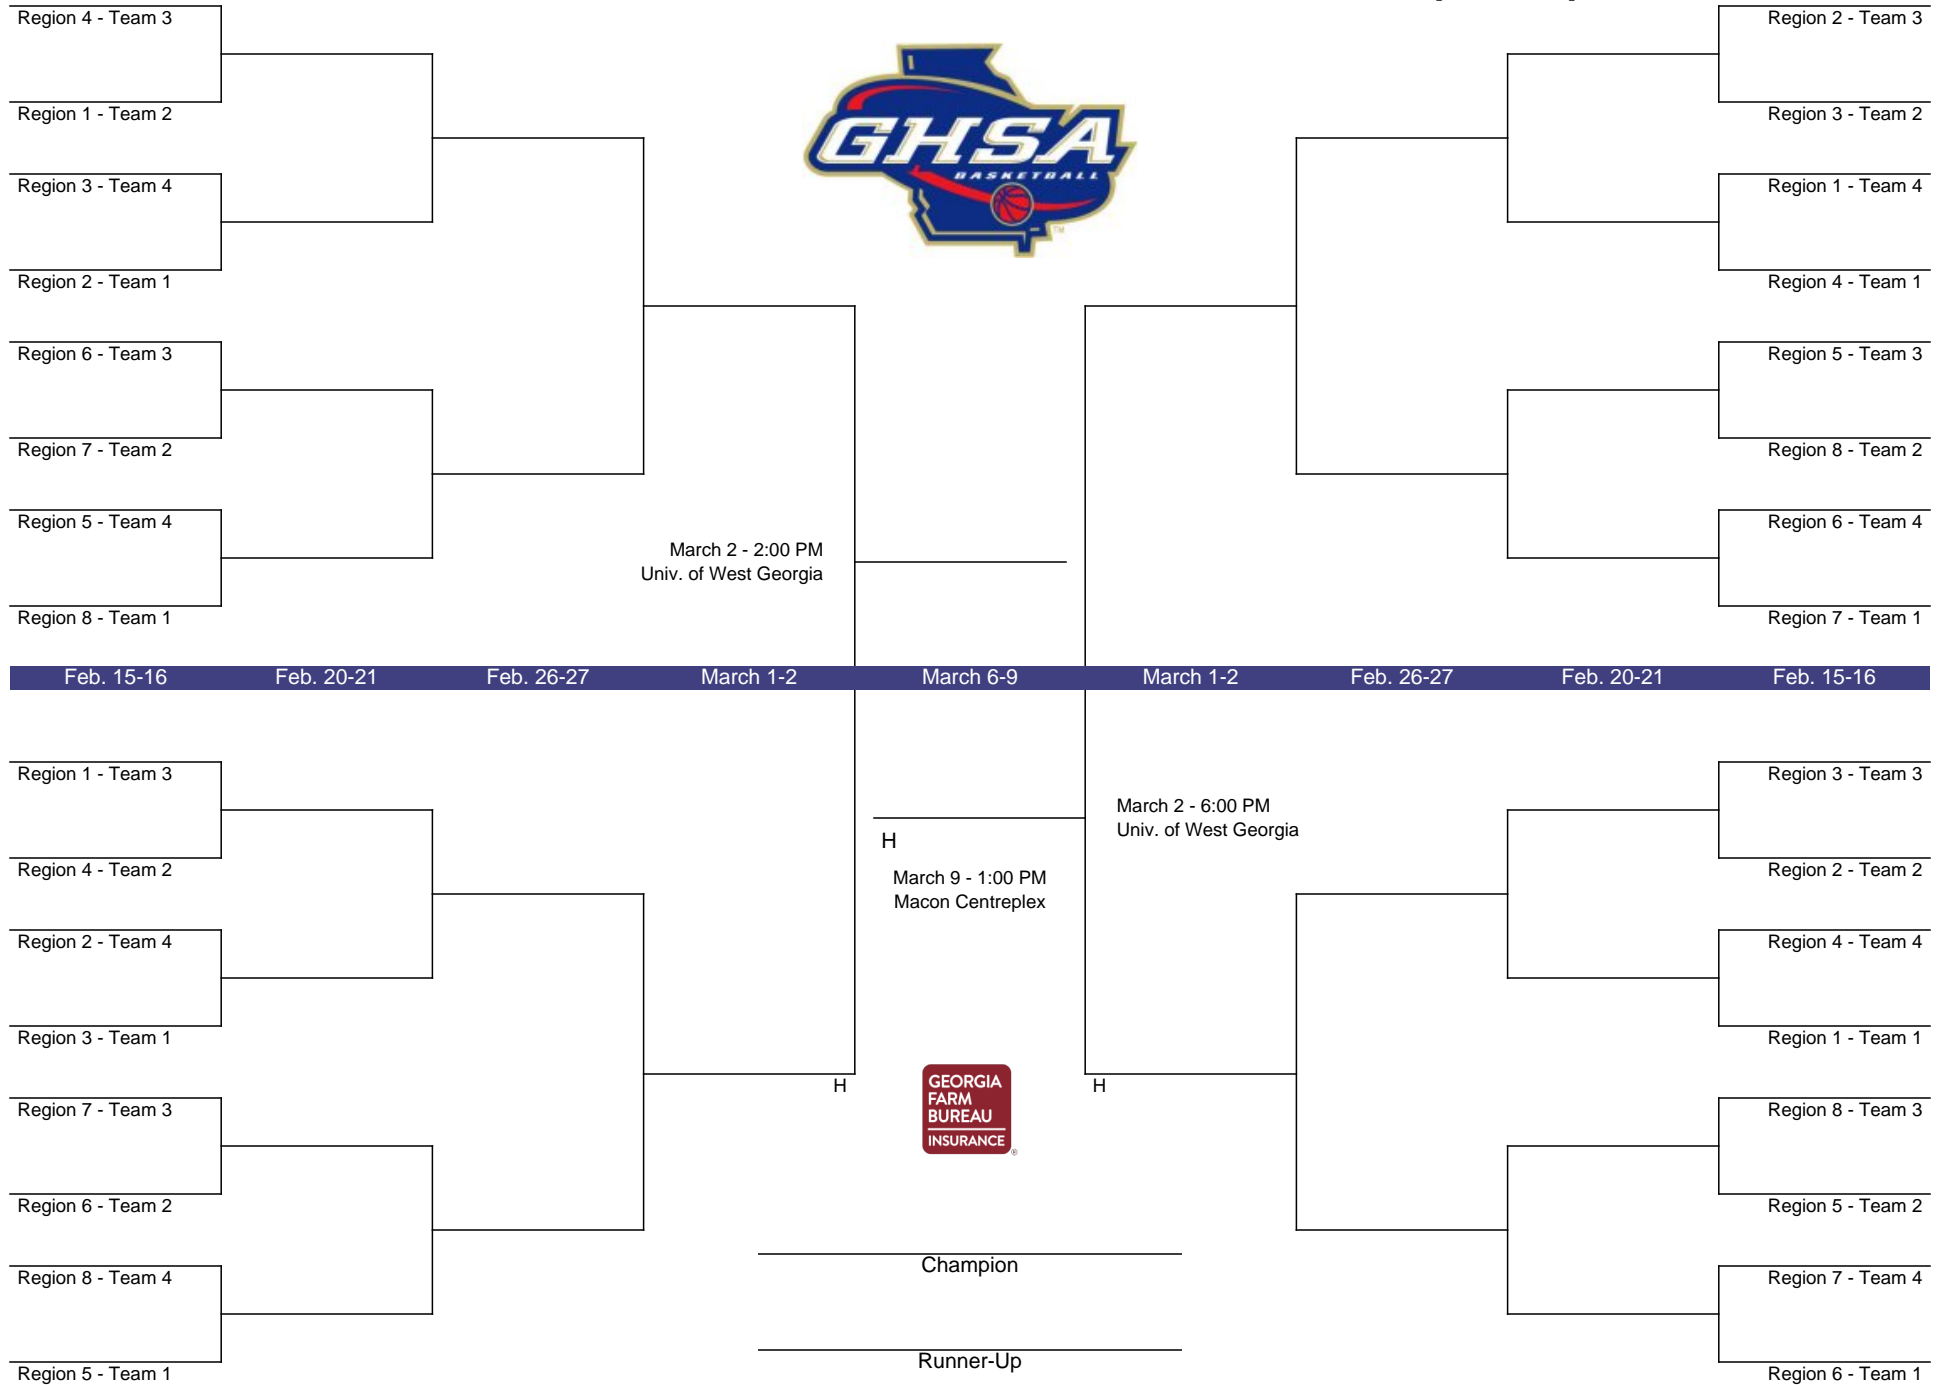 Region 4 - Team 3
Region 2 - Team 3
Region 1 - Team 2
Region 3 - Team 2
GHSA
BASKETBALL
TM
Region 3 - Team 4
Region 1 - Team 4
Region 2 - Team 1
Region 4 - Team 1
Region 6 - Team 3
Region 5 - Team 3
Region 7 - Team 2
Region 8 - Team 2
Region 5 - Team 4
Region 6 - Team 4
March 2 - 2:00 PM
Univ. of West Georgia
Region 8 - Team 1
Region 7 - Team 1
Feb. 15-16 Feb. 20-21 Feb. 26-27 March 1-2 March 6-9 March 1-2 Feb. 26-27 Feb. 20-21 Feb. 15-16
Region 1 - Team 3
Region 3 - Team 3
March 2 - 6:00 PM
Univ. of West Georgia
H
Region 4 - Team 2
Region 2 - Team 2
March 9 - 1:00 PM
Macon Centreplex
Region 2 - Team 4
Region 4 - Team 4
Region 3 - Team 1
Region 1 - Team 1
H
H
GEORGIA
FARM
BUREAU
INSURANCE
®
Region 7 - Team 3
Region 8 - Team 3
Region 6 - Team 2
Region 5 - Team 2
Champion
Region 8 - Team 4
Region 7 - Team 4
Runner-Up
Region 5 - Team 1
Region 6 - Team 1